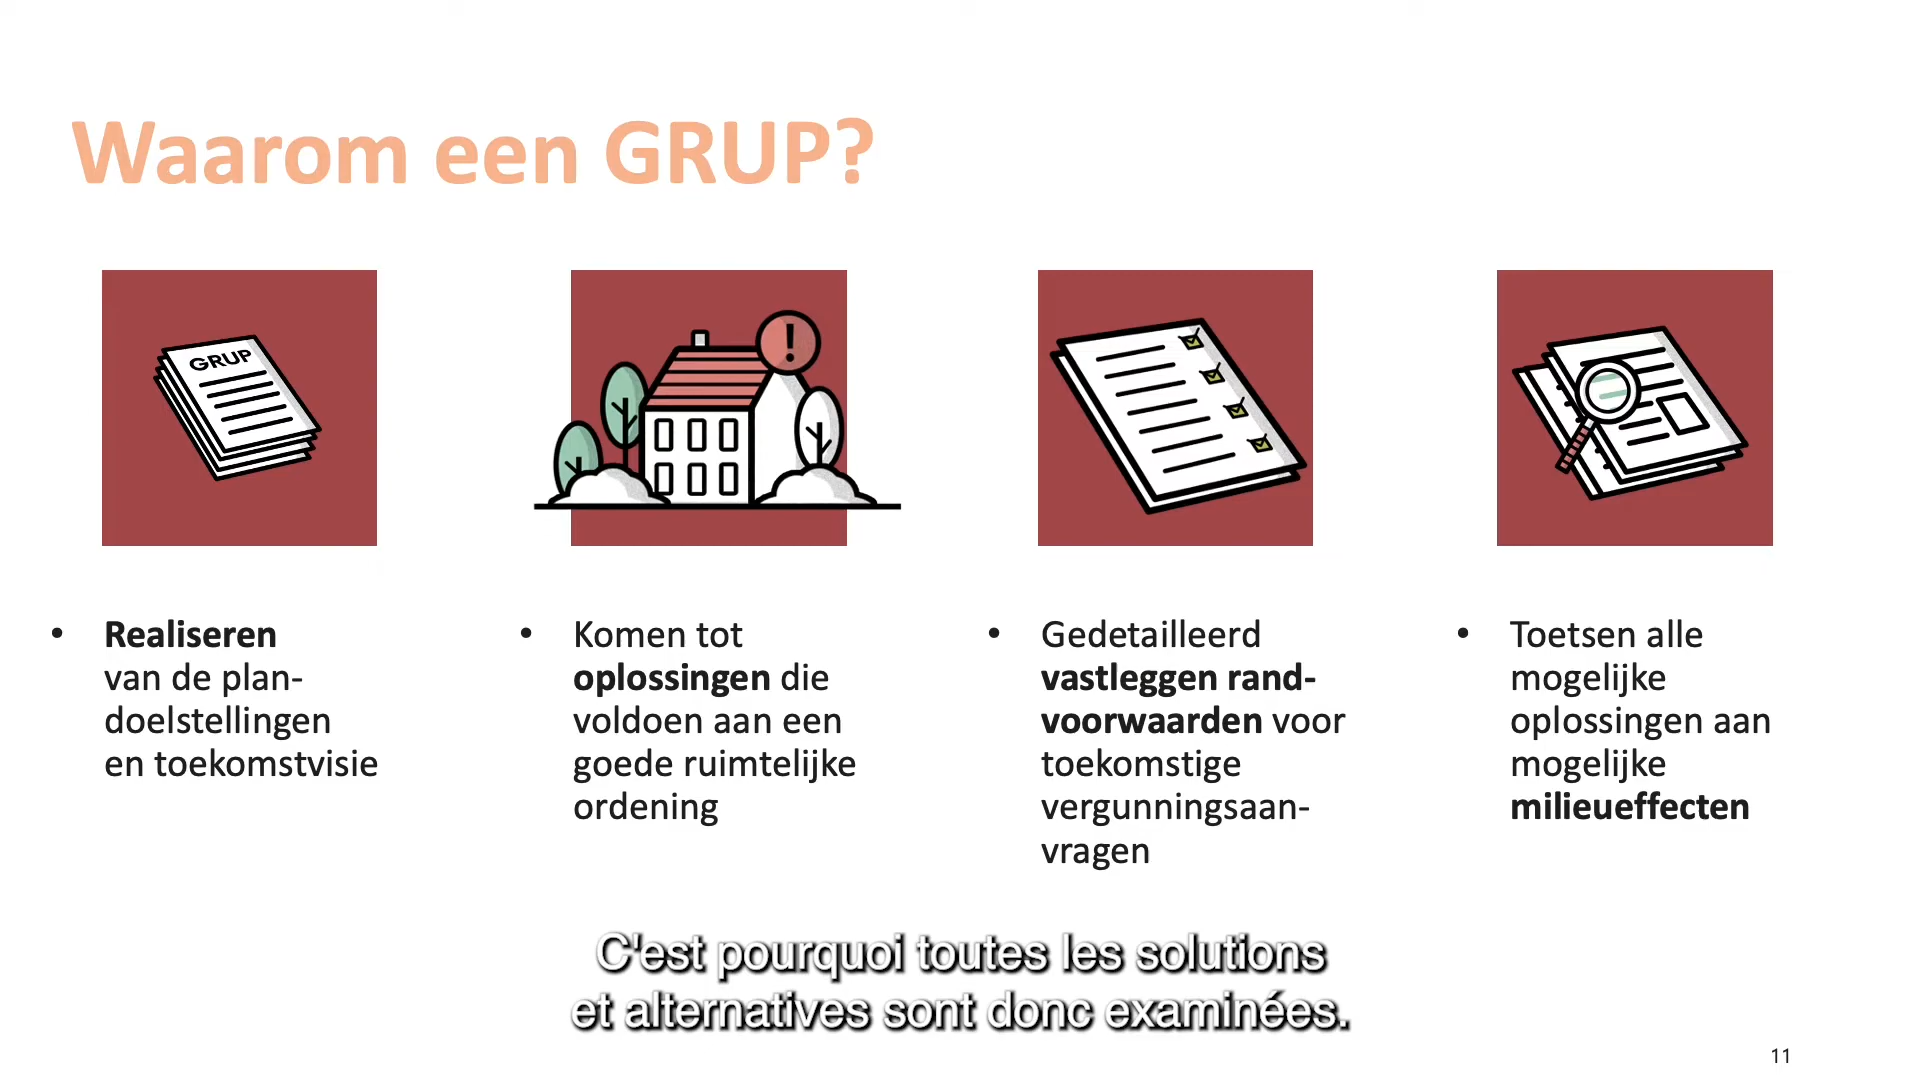 Waarom een GRUP?
GRUP
• Realiseren
van de plan-
doelstellingen
en toekomstvisie
• Komen tot
oplossingen die
voldoen aan een
goede ruimtelijke
ordening
• Gedetailleerd
vastleggen rand-
voorwaarden voor
toekomstige
vergunningsaan-
vragen
• Toetsen alle
mogelijke
oplossingen aan
mogelijke
milieueffecten
C'est pourquoi toutes les solutions
et alternatives sont donc examinées.
11